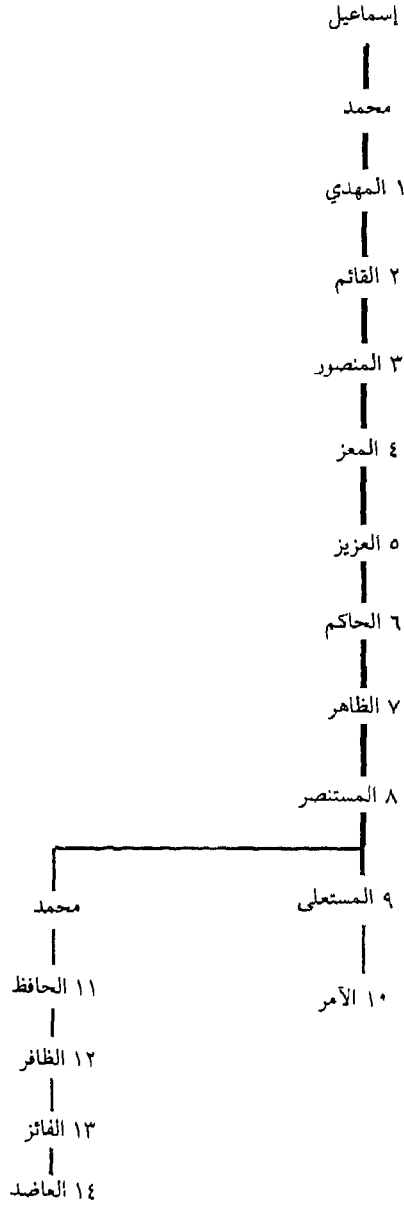 إسماعيل
محمد
١ المهدي
٢ القائم
٣ المنصور
٤ المعز
٥ العزيز
٦ الحاكم
٧ الظاهر
٨ المستنصر
٩ المستعلى
محمد
١٠ الآمر
١١ الحافظ
١٢ الظافر
١٣ الفائز
١٤ العاضد